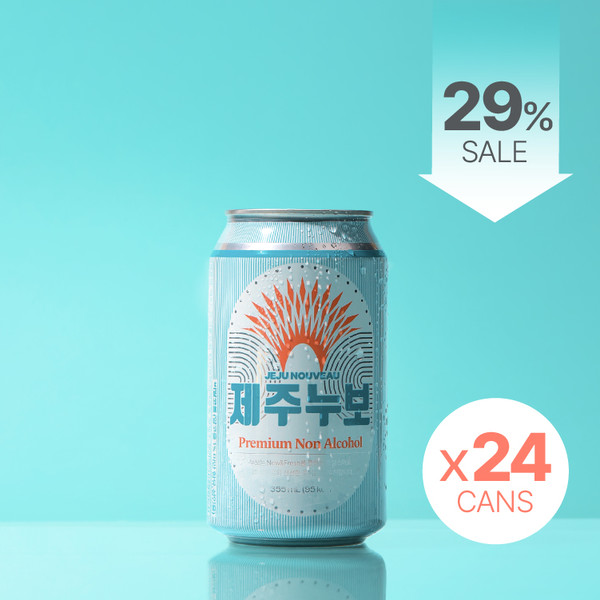 29%
SALE
JEJU NOUVEAU
제주누보
Premium Non Alcohol
x24
CANS